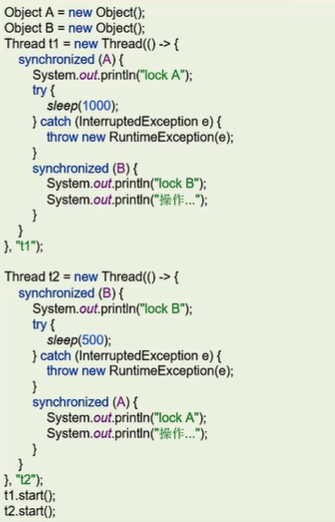 Object A = new Object();
Object B = new Object();
Thread t1 = new Thread(() -> {
synchronized (A) {
System.out.println("lock A");
try {
sleep(1000);
} catch (InterruptedException e) {
throw new RuntimeException(e);
}
synchronized (B) {
System.out.println("lock B");
System.out.println("操作...");
}
}
}, "t1");

Thread t2 = new Thread(() -> {
synchronized (B) {
System.out.println("lock B");
try {
sleep(500);
} catch (InterruptedException e) {
throw new RuntimeException(e);
}
synchronized (A) {
System.out.println("lock A");
System.out.println("操作...");
}
}
}, "t2");
t1.start();
t2.start();